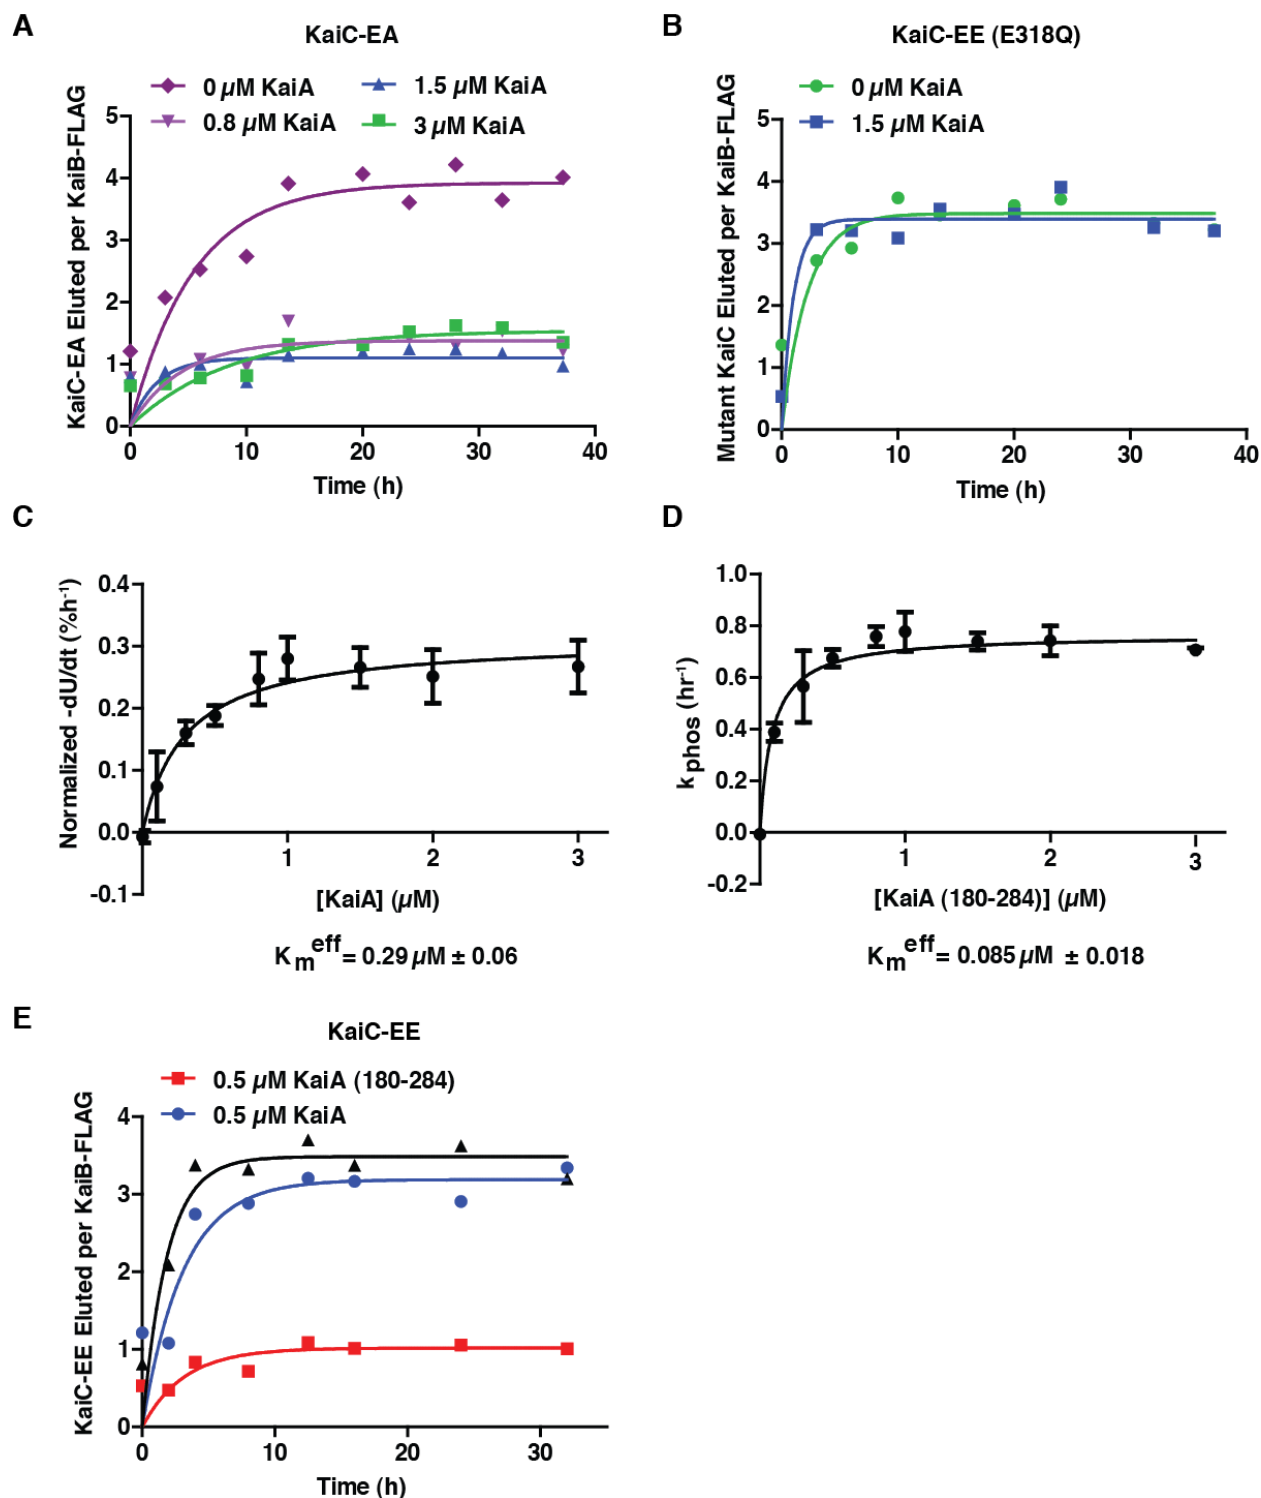 A
KaiC-EA
0 µM KaiA
1.5 µM KaiA
0.8 µM KaiA
3 µM KaiA
KaiC-EA Eluted per KaiB-FLAG
5
4
3
2
1
0
0 10 20 30 40
Time (h)
B
KaiC-EE (E318Q)
0 µM KaiA
1.5 µM KaiA
Mutant KaiC Eluted per KaiB-FLAG
5
4
3
2
1
0
0 10 20 30 40
Time (h)
C
Normalized -dU/dt (%h⁻¹)
0.4
0.3
0.2
0.1
0.0
-0.1
1 2 3
[KaiA] (µM)
Kₘ^eff = 0.29 µM ± 0.06
D
k phos (hr⁻¹)
1.0
0.8
0.6
0.4
0.2
0.0
-0.2
1 2 3
[KaiA (180-284)] (µM)
Kₘ^eff = 0.085 µM ± 0.018
E
KaiC-EE
0.5 µM KaiA (180-284)
0.5 µM KaiA
KaiC-EE Eluted per KaiB-FLAG
4
3
2
1
0
0 10 20 30
Time (h)